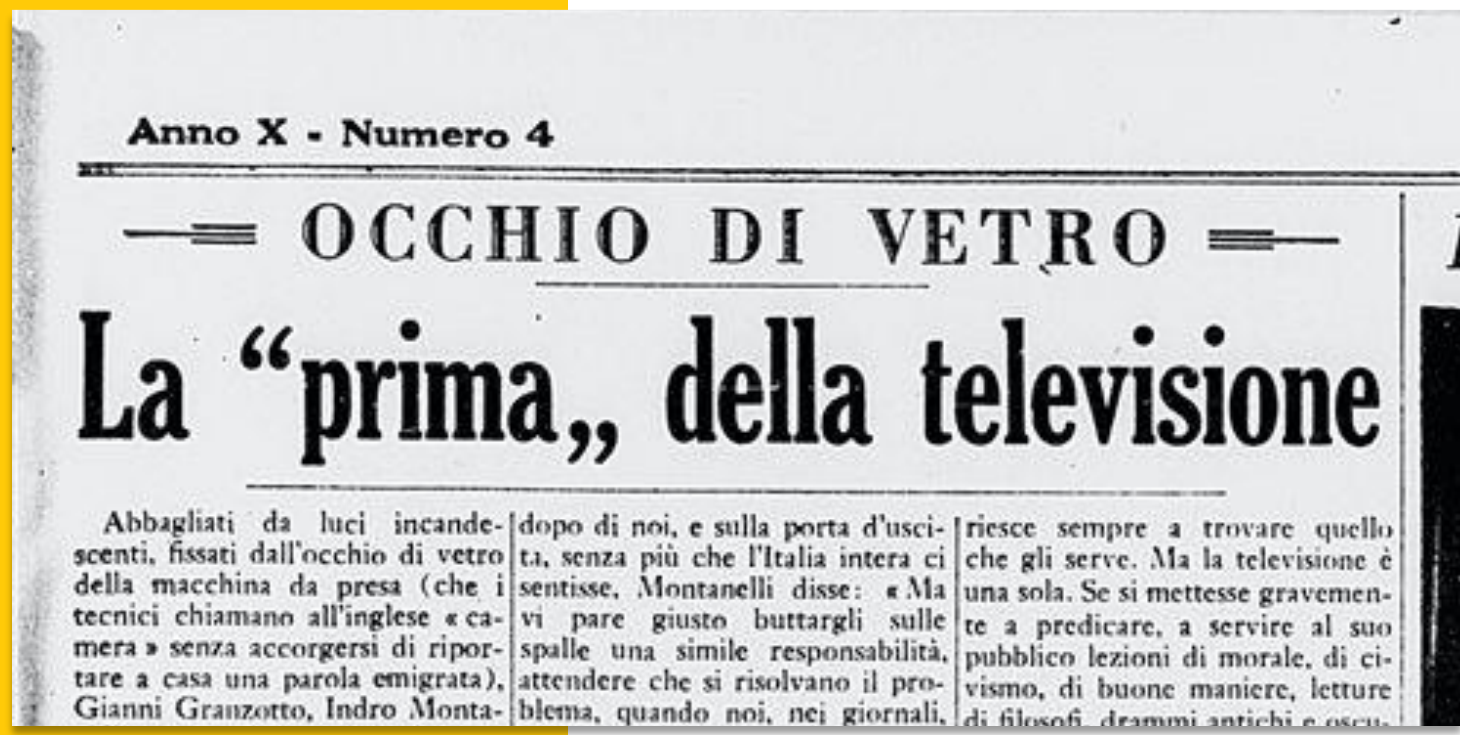 Anno X - Numero 4
OCCHIO DI VETRO
La “prima„ della televisione
Abbagliati da luci incande-
scenti, fissati dall'occhio di vetro
della macchina da presa (che i
tecnici chiamano all'inglese « ca-
mera » senza accorgersi di ripor-
tare a casa una parola emigrata),
Gianni Granzotto, Indro Monta-
dopo di noi, e sulla porta d'usci-
ta, senza più che l'Italia intera ci
sentisse, Montanelli disse: « Ma
vi pare giusto buttargli sulle
spalle una simile responsabilità,
attendere che si risolvano il pro-
blema, quando noi, nei giornali,
riesce sempre a trovare quello
che gli serve. Ma la televisione è
una sola. Se si mettesse gravemen-
te a predicare, a servire al suo
pubblico lezioni di morale, di ci-
vismo, di buone maniere, letture
di filosofi, drammi antichi e oscu-